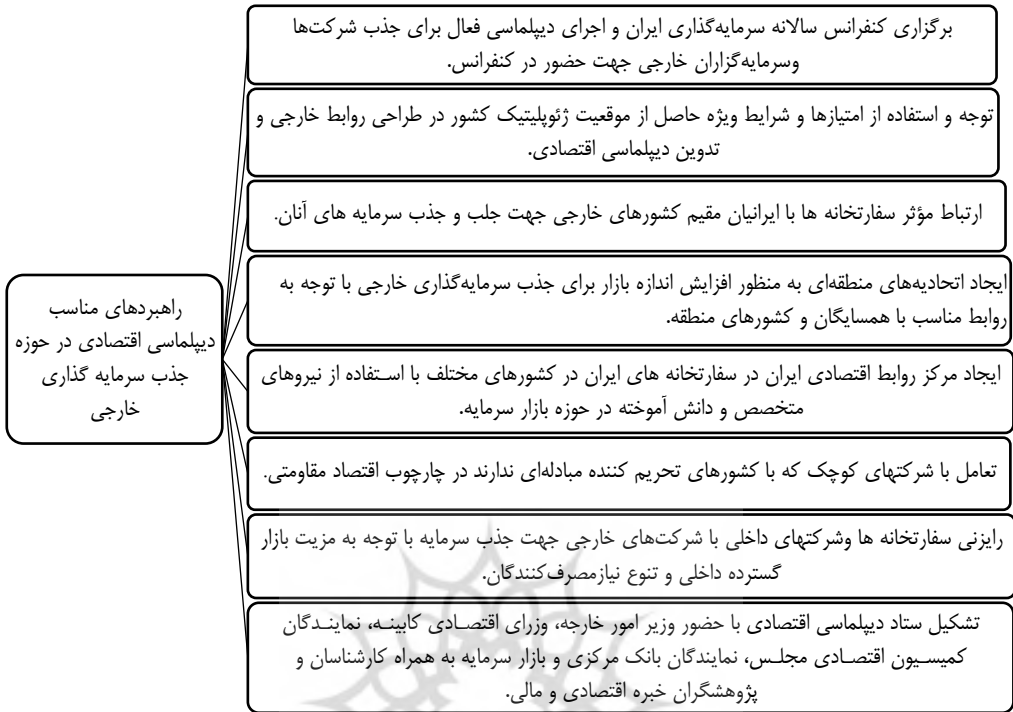 برگزاری کنفرانس سالانه سرمایه‌گذاری ایران و اجرای دیپلماسی فعال برای جذب شرکت‌ها
وسرمایه‌گزاران خارجی جهت حضور در کنفرانس.
توجه و استفاده از امتیازها و شرایط ویژه حاصل از موقعیت ژئوپلیتیک کشور در طراحی روابط خارجی و
تدوین دیپلماسی اقتصادی.
ارتباط مؤثر سفارتخانه ها با ایرانیان مقیم کشورهای خارجی جهت جلب و جذب سرمایه های آنان.
ایجاد اتحادیه‌های منطقه‌ای به منظور افزایش اندازه بازار برای جذب سرمایه‌گذاری خارجی با توجه به
روابط مناسب با همسایگان و کشورهای منطقه.
راهبردهای مناسب
دیپلماسی اقتصادی در حوزه
جذب سرمایه گذاری
خارجی
ایجاد مرکز روابط اقتصادی ایران در سفارتخانه های ایران در کشورهای مختلف با اسـتفاده از نیروهای
متخصص و دانش آموخته در حوزه بازار سرمایه.
تعامل با شرکتهای کوچک که با کشورهای تحریم کننده مبادله‌ای ندارند در چارچوب اقتصاد مقاومتی.
رایزنی سفارتخانه ها وشرکتهای داخلی با شرکت‌های خارجی جهت جذب سرمایه با توجه به مزیت بازار
گسترده داخلی و تنوع نیازمصرف‌کنندگان.
تشکیل ستاد دیپلماسی اقتصادی با حضور وزیر امور خارجه، وزرای اقتصـادی کابینـه، نماینـدگان
کمیسـیون اقتصـادی مجلـس، نمایندگان بانک مرکزی و بازار سرمایه به همراه کارشناسان و
پژوهشگران خبره اقتصادی و مالی.